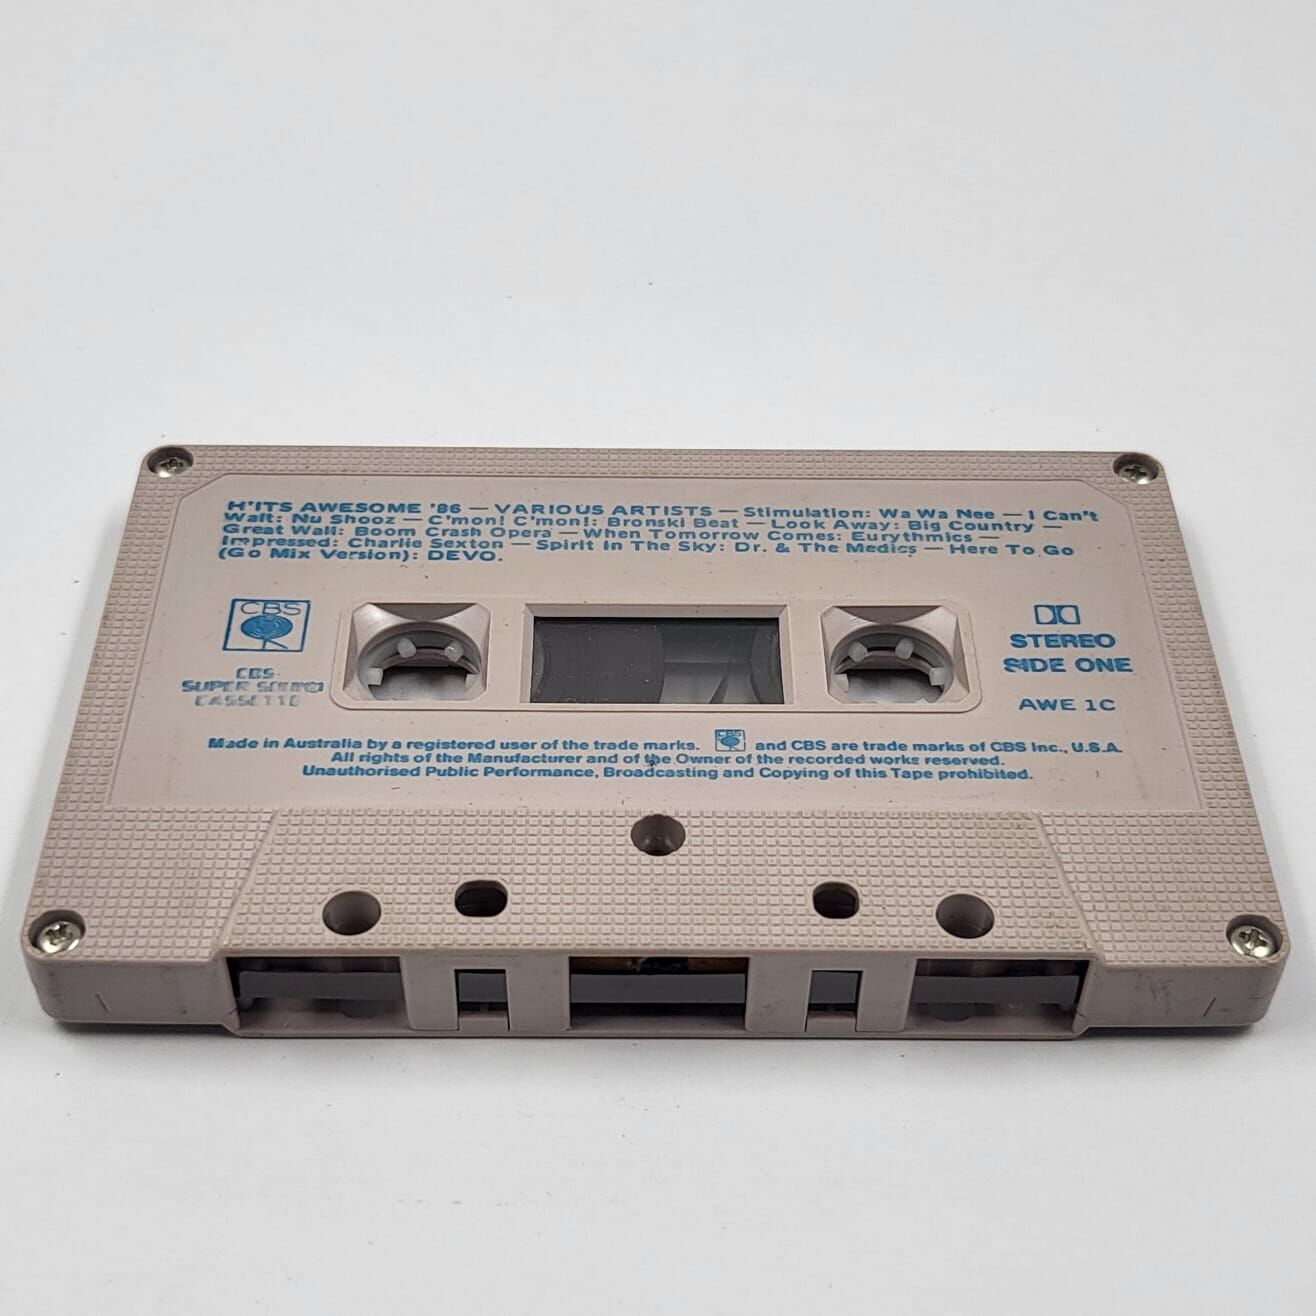 H'ITS AWESOME '86 — VARIOUS ARTISTS — Stimulation: Wa Wa Nee — I Can't
Wait: Nu Shooz — C'mon! C'mon!: Bronski Beat — Look Away: Big Country —
Great Wall: Boom Crash Opera — When Tomorrow Comes: Eurythmics —
Impressed: Charlie Sexton — Spirit In The Sky: Dr. & The Medics — Here To Go
(Go Mix Version): DEVO.
CBS
CBS
SUPER SOUND
CASSETTE
STEREO
SIDE ONE
AWE 1C
Made in Australia by a registered user of the trade marks. CBS and CBS are trade marks of CBS Inc., U.S.A.
All rights of the Manufacturer and of the Owner of the recorded works reserved.
Unauthorised Public Performance, Broadcasting and Copying of this Tape prohibited.